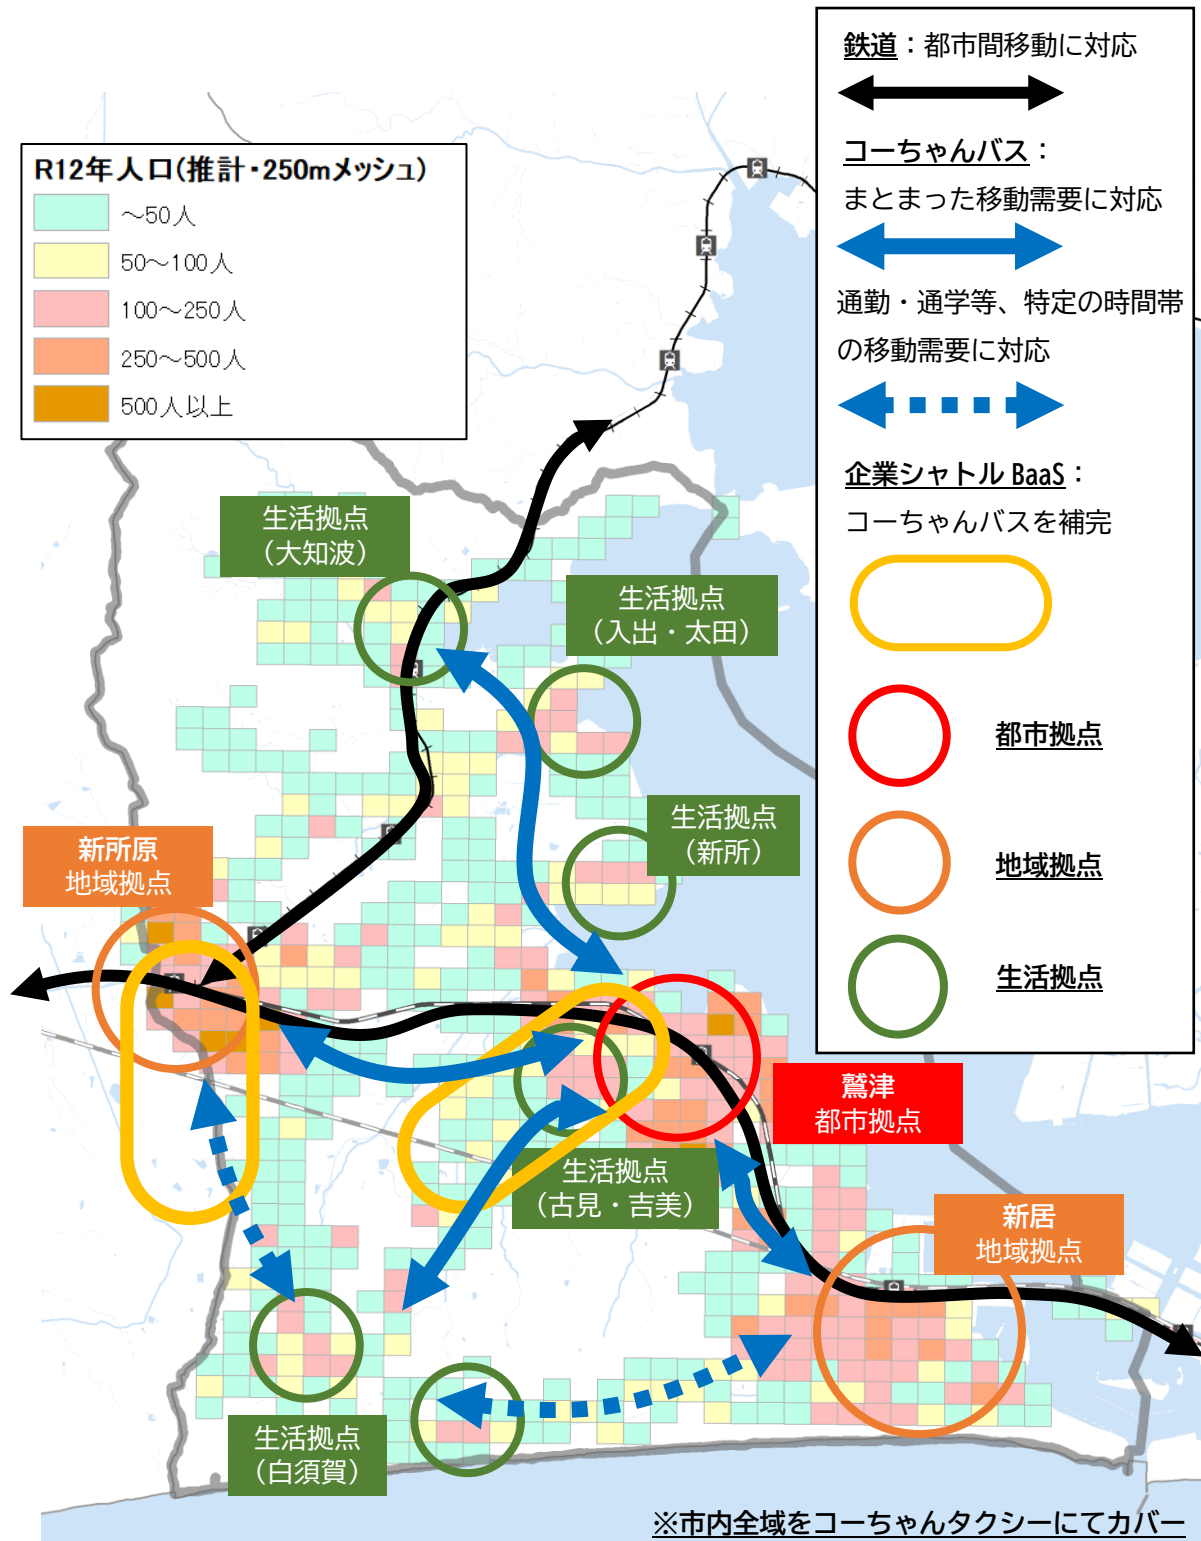 鉄道：都市間移動に対応
コーちゃんバス：
まとまった移動需要に対応
通勤・通学等、特定の時間帯
の移動需要に対応
企業シャトル BaaS：
コーちゃんバスを補完
都市拠点
地域拠点
生活拠点
R12年人口(推計・250mメッシュ)
～50人
50～100人
100～250人
250～500人
500人以上
生活拠点
（大知波）
生活拠点
（入出・太田）
生活拠点
（新所）
新所原
地域拠点
鷲津
都市拠点
生活拠点
（古見・吉美）
新居
地域拠点
生活拠点
（白須賀）
※市内全域をコーちゃんタクシーにてカバー